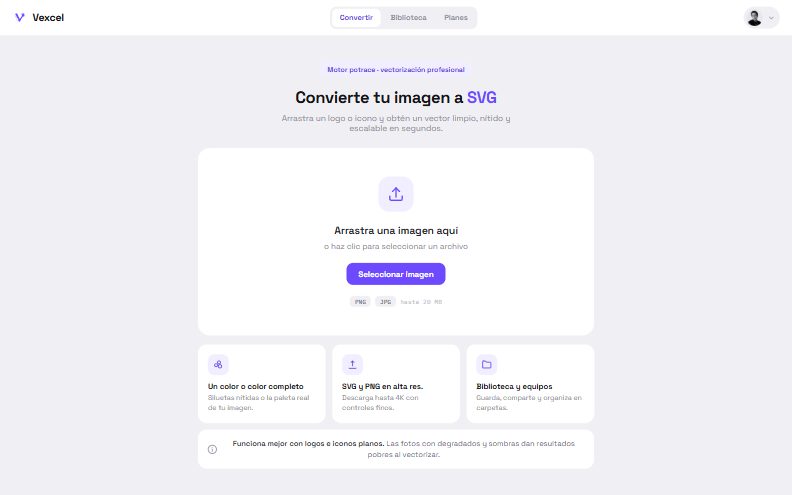 Vexcel
Convertir
Biblioteca
Planes
Motor potrace · vectorización profesional
Convierte tu imagen a SVG
Arrastra un logo o icono y obtén un vector limpio, nítido y
escalable en segundos.
Arrastra una imagen aquí
o haz clic para seleccionar un archivo
Seleccionar imagen
PNG JPG hasta 20 MB
Un color o color completo
Siluetas nítidas o la paleta real
de tu imagen.
SVG y PNG en alta res.
Descarga hasta 4K con
controles finos.
Biblioteca y equipos
Guarda, comparte y organiza en
carpetas.
Funciona mejor con logos e iconos planos. Las fotos con degradados y sombras dan resultados
pobres al vectorizar.